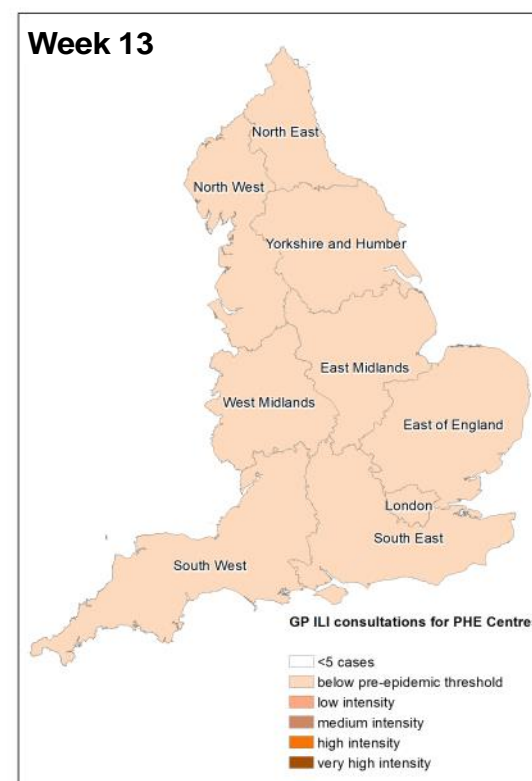 Week 13
North East
North West
Yorkshire and Humber
East Midlands
West Midlands
East of England
London
South East
South West
GP ILI consultations for PHE Centre
<5 cases
below pre-epidemic threshold
low intensity
medium intensity
high intensity
very high intensity